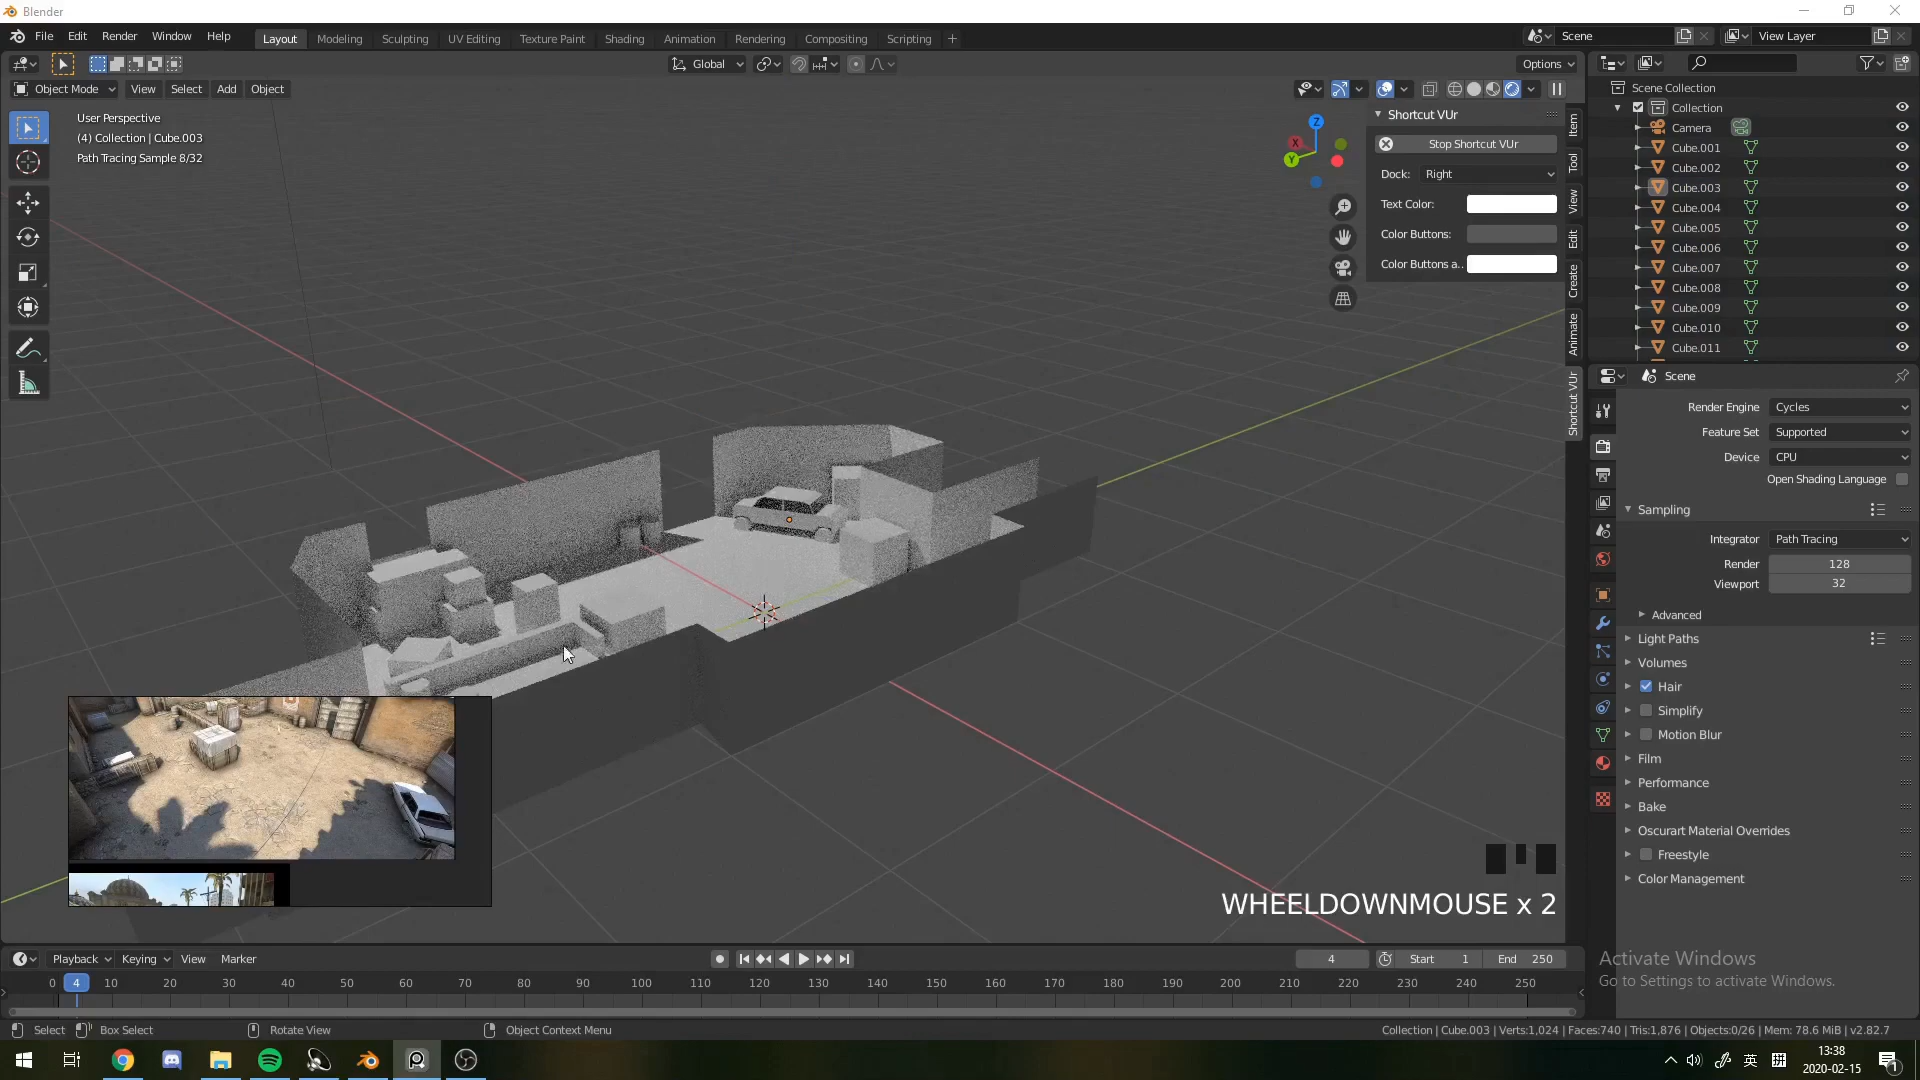 Blender
File Edit Render Window Help
Layout Modeling Sculpting UV Editing Texture Paint Shading Animation Rendering Compositing Scripting
Scene View Layer
Global
Options
Object Mode View Select Add Object
User Perspective
(4) Collection | Cube.003
Path Tracing Sample 8/32
Z
X
Y
Shortcut VUr
Stop Shortcut VUr
Dock: Right
Text Color:
Color Buttons:
Color Buttons a..
Item
Tool
View
Edit
Create
Animate
Shortcut VUr
Scene Collection
Collection
Camera
Cube.001
Cube.002
Cube.003
Cube.004
Cube.005
Cube.006
Cube.007
Cube.008
Cube.009
Cube.010
Cube.011
Scene
Render Engine Cycles
Feature Set Supported
Device CPU
Open Shading Language
Sampling
Integrator Path Tracing
Render 128
Viewport 32
Advanced
Light Paths
Volumes
Hair
Simplify
Motion Blur
Film
Performance
Bake
Oscurart Material Overrides
Freestyle
Color Management
WHEELDOWNMOUSE x 2
Activate Windows
Go to Settings to activate Windows.
Playback Keying View Marker
4 Start 1 End 250
0 4 10 20 30 40 50 60 70 80 90 100 110 120 130 140 150 160 170 180 190 200 210 220 230 240 250
Select Box Select Rotate View Object Context Menu
Collection | Cube.003 | Verts:1,024 | Faces:740 | Tris:1,876 | Objects:0/26 | Mem: 78.6 MiB | v2.82.7
英 拼
13:38
2020-02-15
1